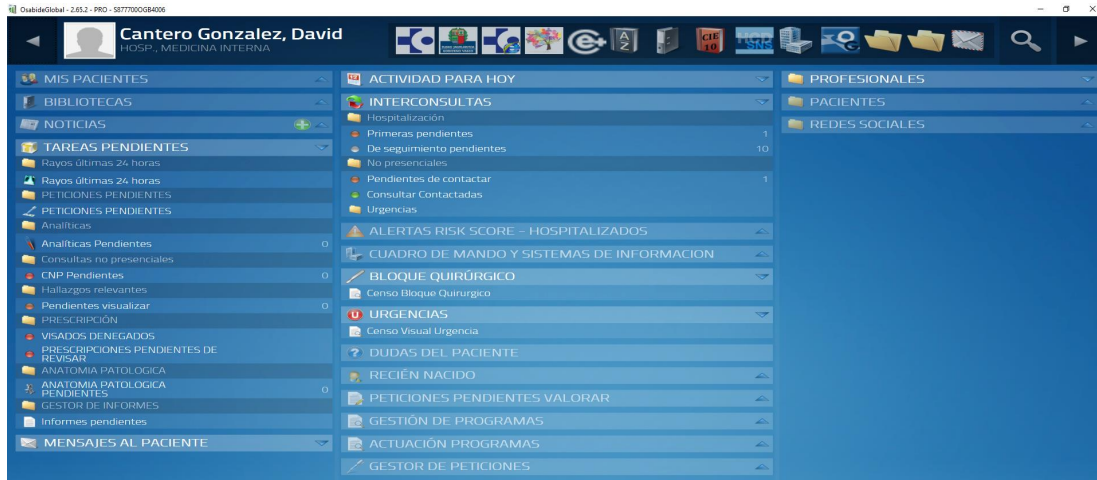 OsabideGlobal - 2.65.2 - PRO - S8777000GB4006
Cantero Gonzalez, David
HOSP., MEDICINA INTERNA
A
Z
CIE
10
HCD
SNS
MIS PACIENTES
BIBLIOTECAS
NOTICIAS
TAREAS PENDIENTES
Rayos últimas 24 horas
Rayos últimas 24 horas
PETICIONES PENDIENTES
PETICIONES PENDIENTES
Analíticas
Analíticas Pendientes 0
Consultas no presenciales
CNP Pendientes 0
Hallazgos relevantes
Pendientes visualizar 0
PRESCRIPCIÓN
VISADOS DENEGADOS
PRESCRIPCIONES PENDIENTES DE
REVISAR
ANATOMIA PATOLOGICA
ANATOMIA PATOLOGICA
PENDIENTES 0
GESTOR DE INFORMES
Informes pendientes
MENSAJES AL PACIENTE
ACTIVIDAD PARA HOY
INTERCONSULTAS
Hospitalización
Primeras pendientes 1
De seguimiento pendientes 10
No presenciales
Pendientes de contactar 1
Consultar Contactadas
Urgencias
ALERTAS RISK SCORE - HOSPITALIZADOS
CUADRO DE MANDO Y SISTEMAS DE INFORMACION
BLOQUE QUIRÚRGICO
Censo Bloque Quirurgico
URGENCIAS
Censo Visual Urgencia
DUDAS DEL PACIENTE
RECIÉN NACIDO
PETICIONES PENDIENTES VALORAR
GESTIÓN DE PROGRAMAS
ACTUACIÓN PROGRAMAS
GESTOR DE PETICIONES
PROFESIONALES
PACIENTES
REDES SOCIALES